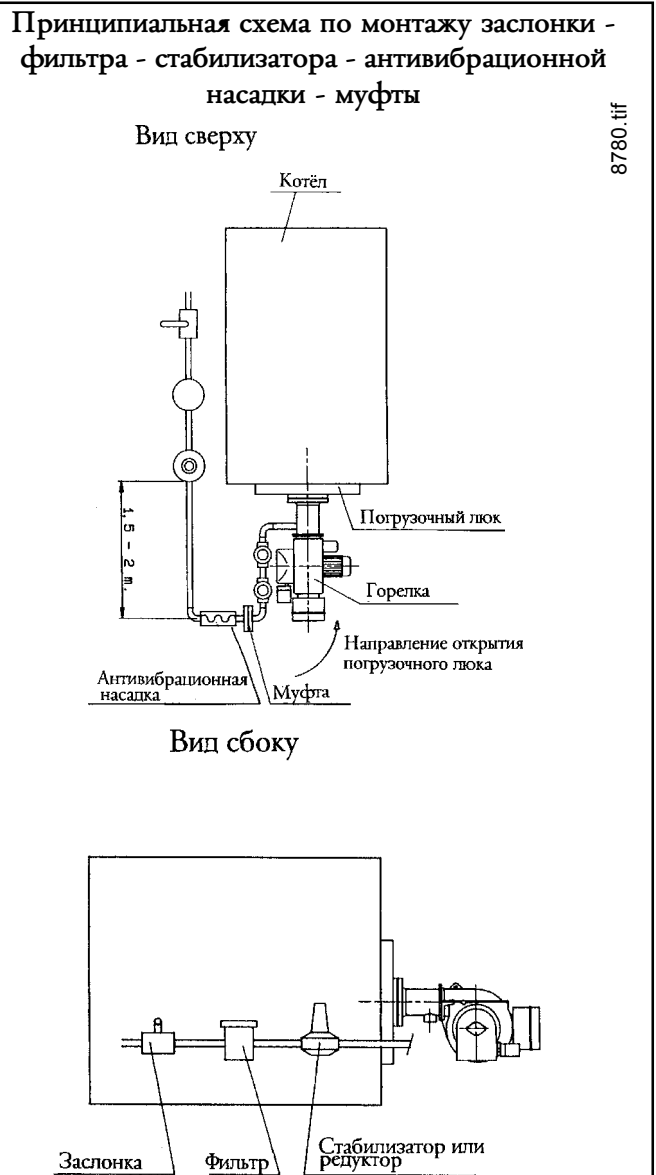 Принципиальная схема по монтажу заслонки -
фильтра - стабилизатора - антивибрационной
насадки - муфты
8780.tif
Вид сверху
Котёл
Погрузочный люк
1,5 - 2 m.
Горелка
Направление открытия
погрузочного люка
Антивибрационная
насадка
Муфта
Вид сбоку
Заслонка
Фильтр
Стабилизатор или
редуктор